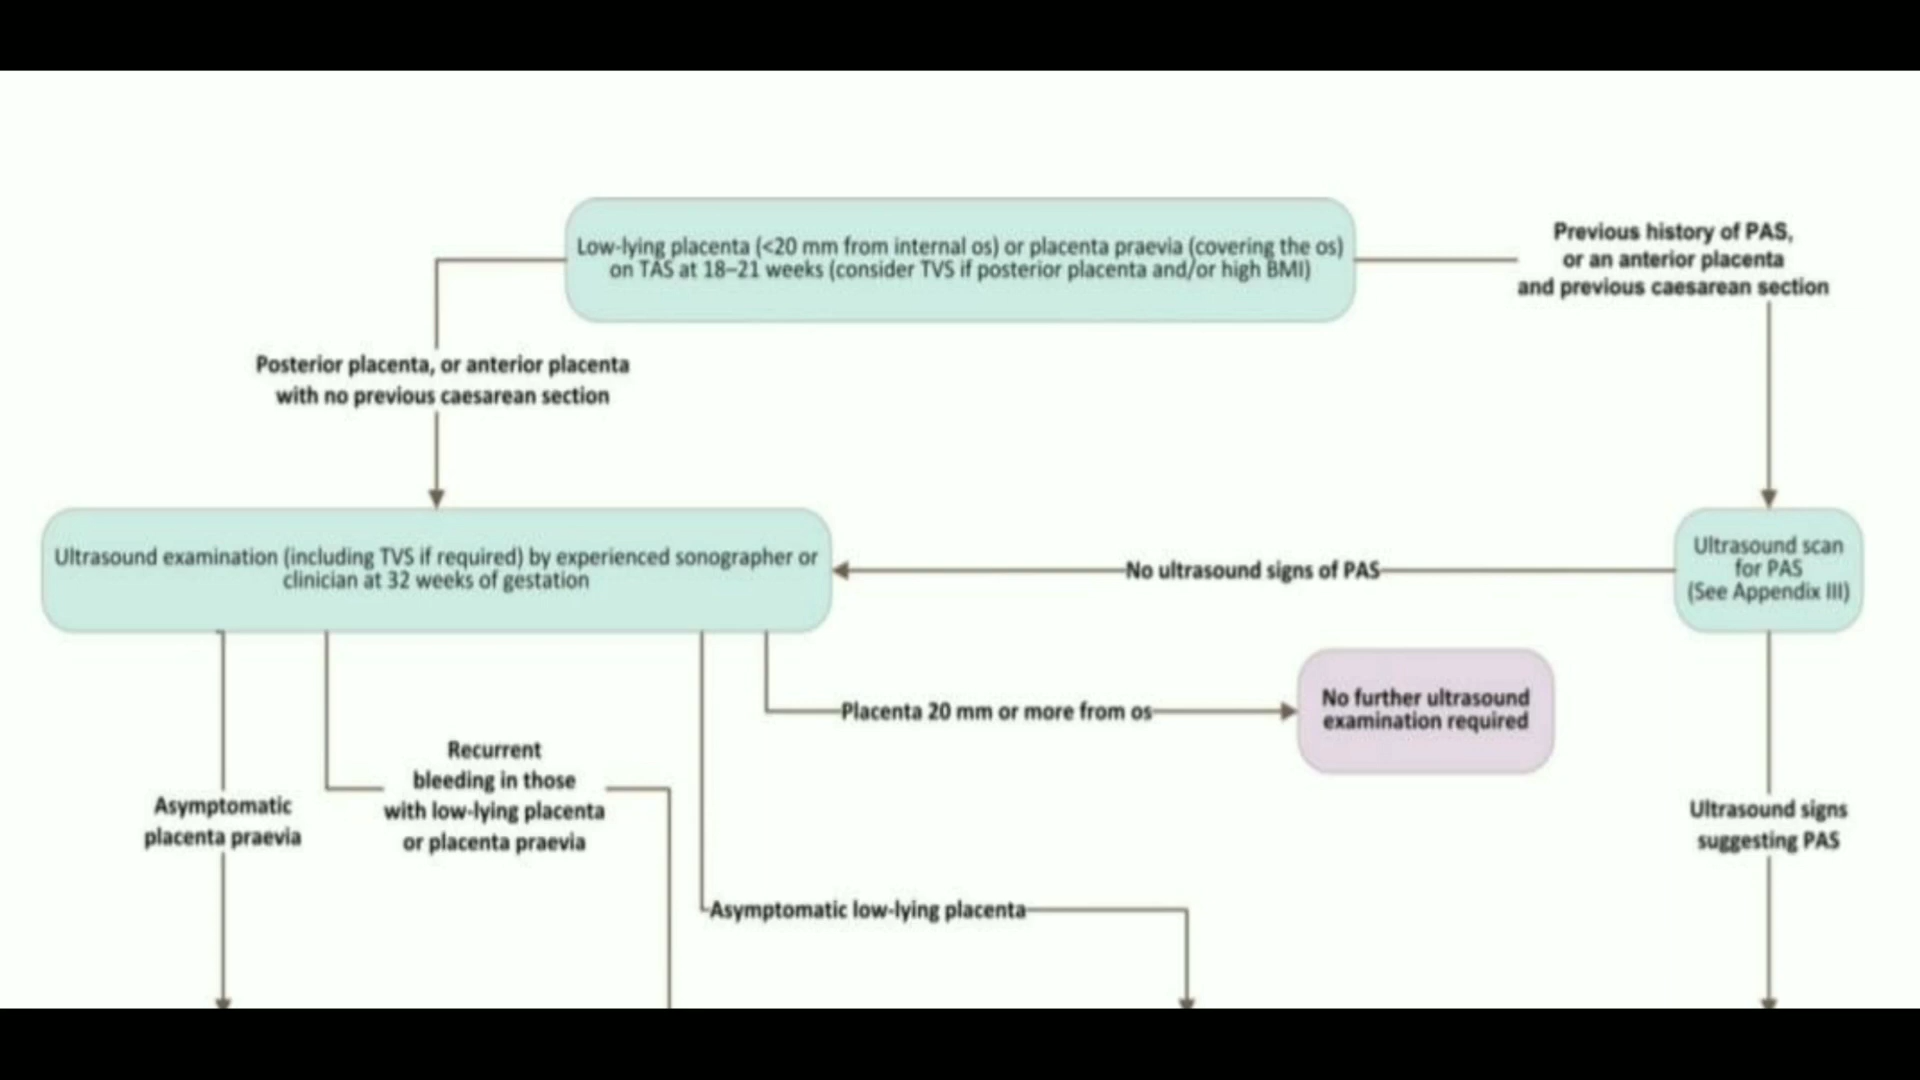 Low-lying placenta (<20 mm from internal os) or placenta praevia (covering the os)
on TAS at 18–21 weeks (consider TVS if posterior placenta and/or high BMI)
Previous history of PAS,
or an anterior placenta
and previous caesarean section
Posterior placenta, or anterior placenta
with no previous caesarean section
Ultrasound examination (including TVS if required) by experienced sonographer or
clinician at 32 weeks of gestation
No ultrasound signs of PAS
Ultrasound scan
for PAS
(See Appendix III)
Placenta 20 mm or more from os
No further ultrasound
examination required
Recurrent
bleeding in those
with low-lying placenta
or placenta praevia
Asymptomatic
placenta praevia
Ultrasound signs
suggesting PAS
Asymptomatic low-lying placenta